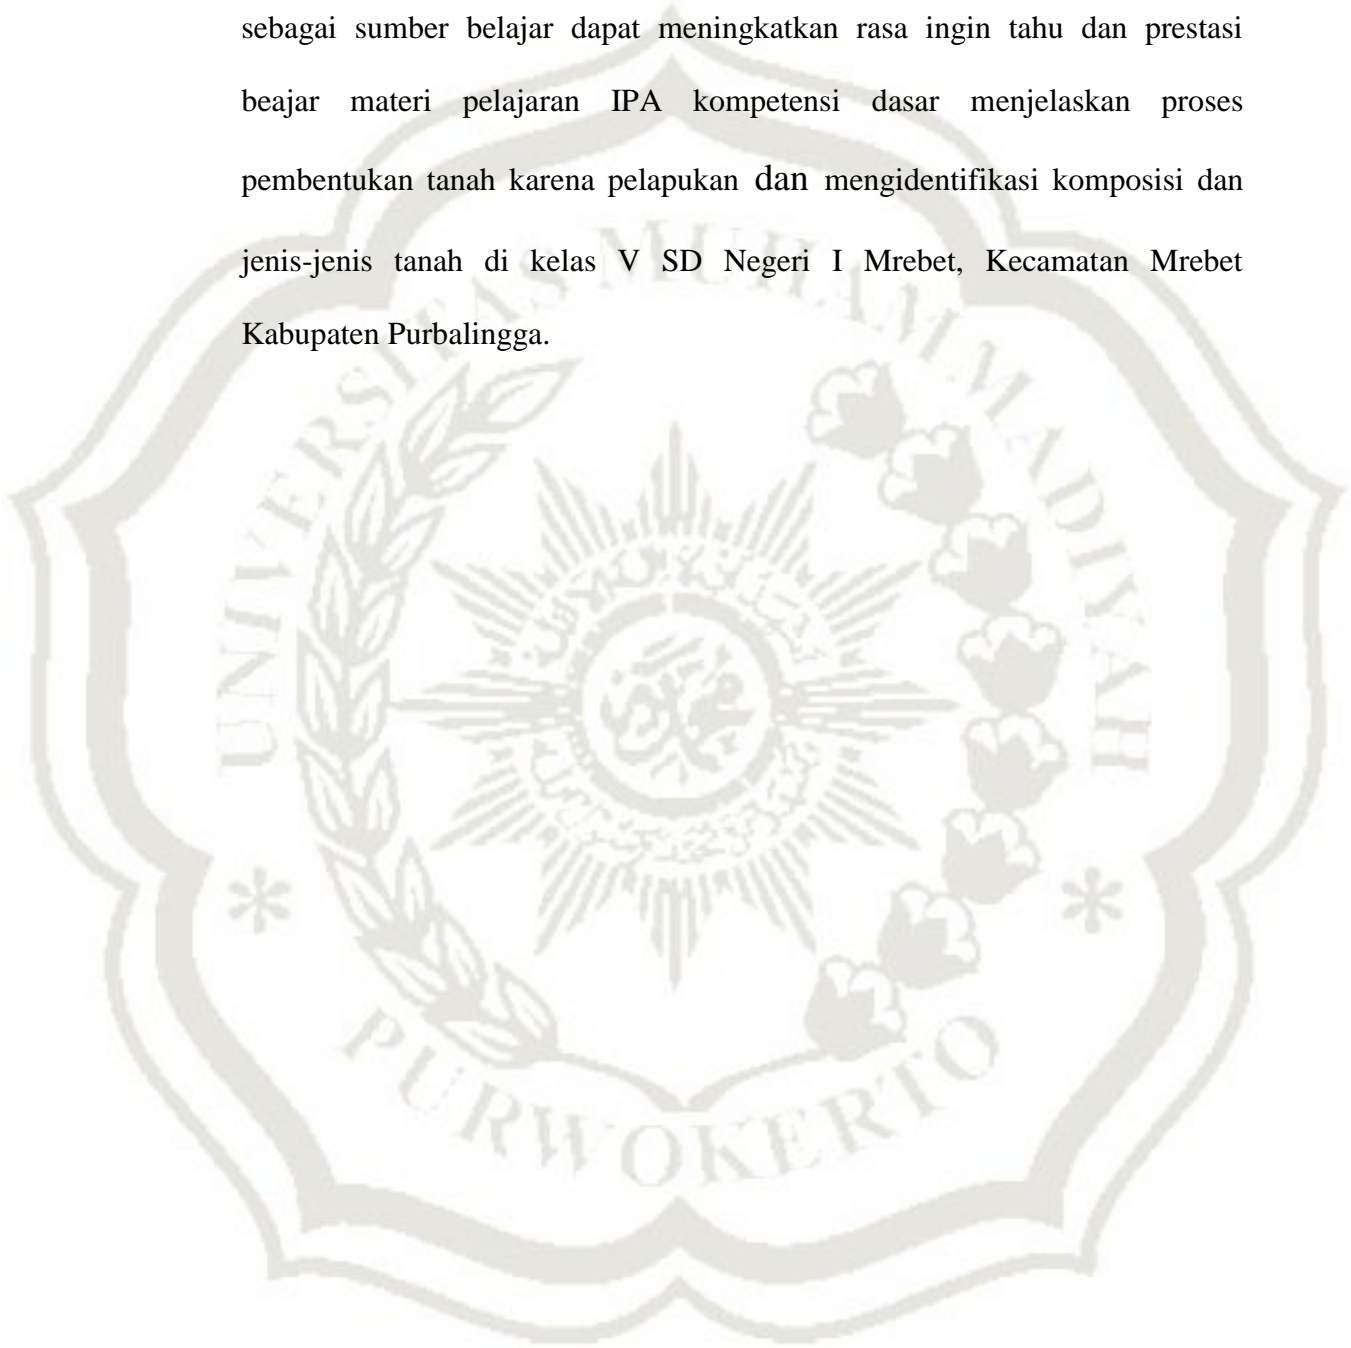 sebagai sumber belajar dapat meningkatkan rasa ingin tahu dan prestasi
beajar materi pelajaran IPA kompetensi dasar menjelaskan proses
pembentukan tanah karena pelapukan dan mengidentifikasi komposisi dan
jenis-jenis tanah di kelas V SD Negeri I Mrebet, Kecamatan Mrebet
Kabupaten Purbalingga.
UNIVERSITAS MUHAMMADIYAH
PURWOKERTO